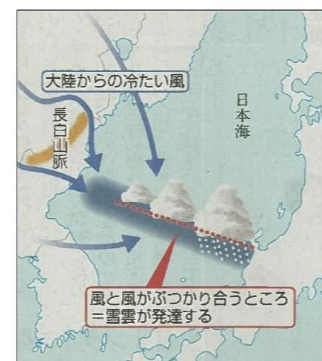 大陸からの冷たい風
日本海
長白山脈
風と風がぶつかり合うところ
＝雪雲が発達する